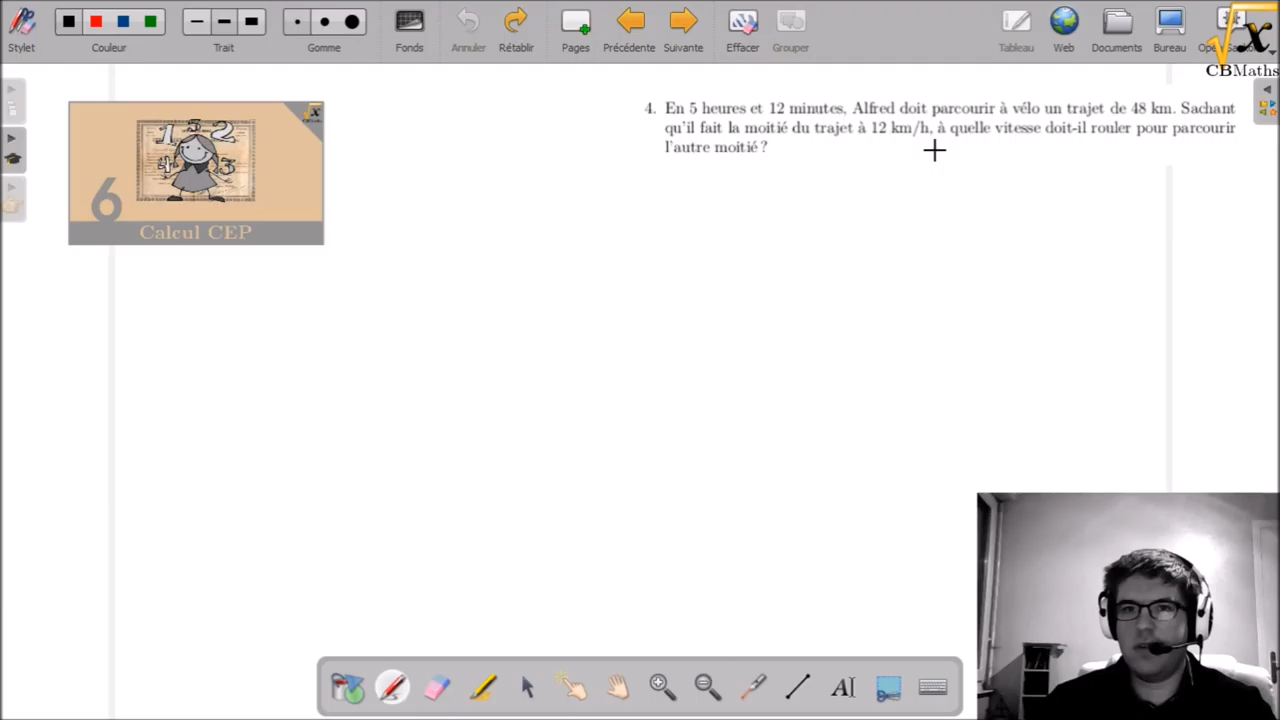 Stylet
Couleur
Trait
Gomme
Fonds
Annuler
Rétablir
Pages
Précédente
Suivante
Effacer
Grouper
Tableau
Web
Documents
Bureau
CBMaths
4. En 5 heures et 12 minutes, Alfred doit parcourir à vélo un trajet de 48 km. Sachant
qu'il fait la moitié du trajet à 12 km/h, à quelle vitesse doit-il rouler pour parcourir
l'autre moitié ?
6
Calcul CEP